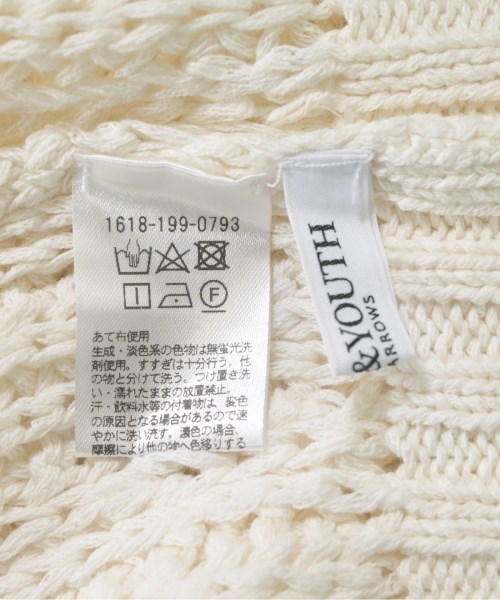 1618-199-0793
F
あて布使用
生成・淡色系の色物は無蛍光洗
剤使用。すすぎは十分行う。他
の物と分けて洗う。つけ置き洗
い・濡れたままの放置禁止。
汗・飲料水等の付着物は、変色
の原因となる場合があるので速
やかに洗い流す。濃色の場合、
摩擦により他の物へ色移りする
&YOUTH
ARROWS